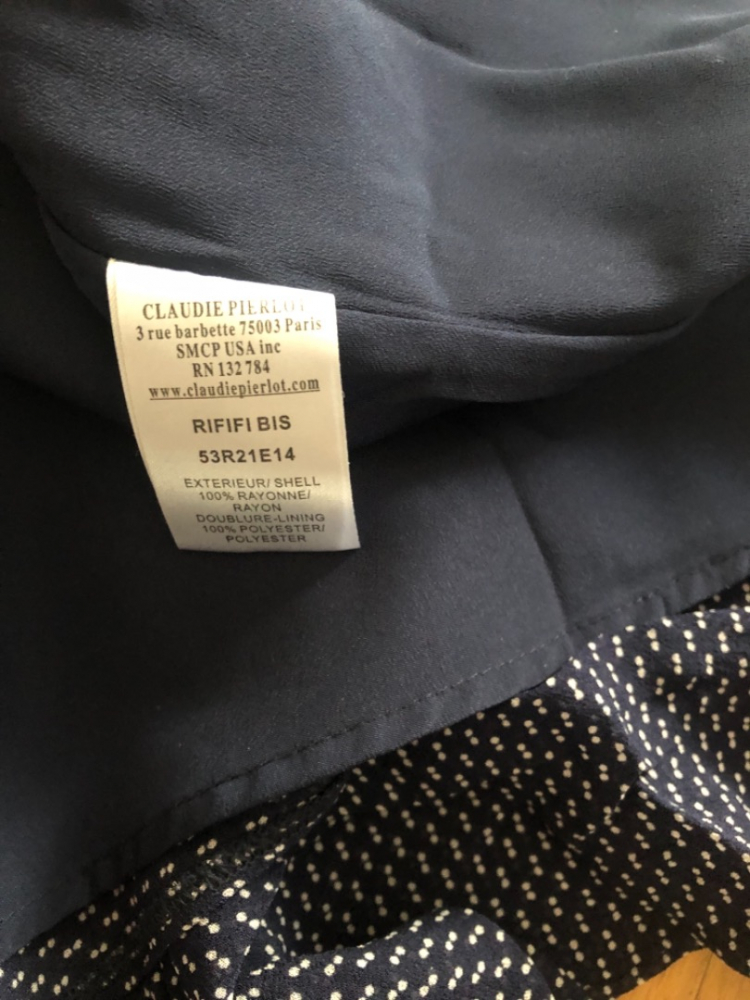 CLAUDIE PIERLOT
3 rue barbette 75003 Paris
SMCP USA inc
RN 132 784
www.claudiepierlot.com
RIFIFI BIS
53R21E14
EXTERIEUR/ SHELL
100% RAYONNE/
RAYON
DOUBLURE-LINING
100% POLYESTER/
POLYESTER